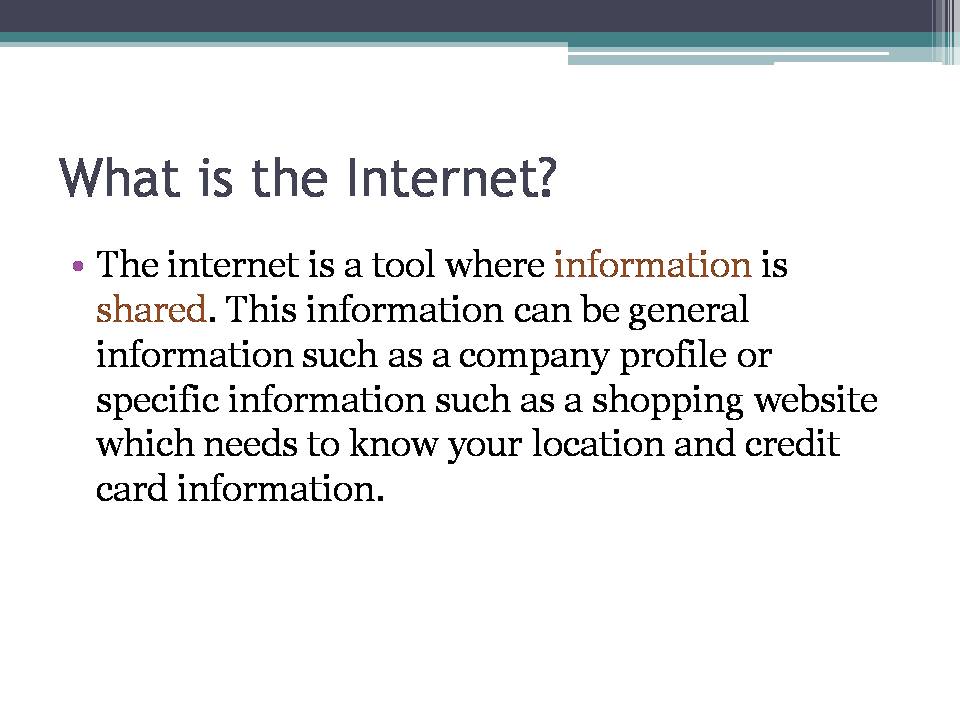 What is the Internet?
• The internet is a tool where information is
shared. This information can be general
information such as a company profile or
specific information such as a shopping website
which needs to know your location and credit
card information.